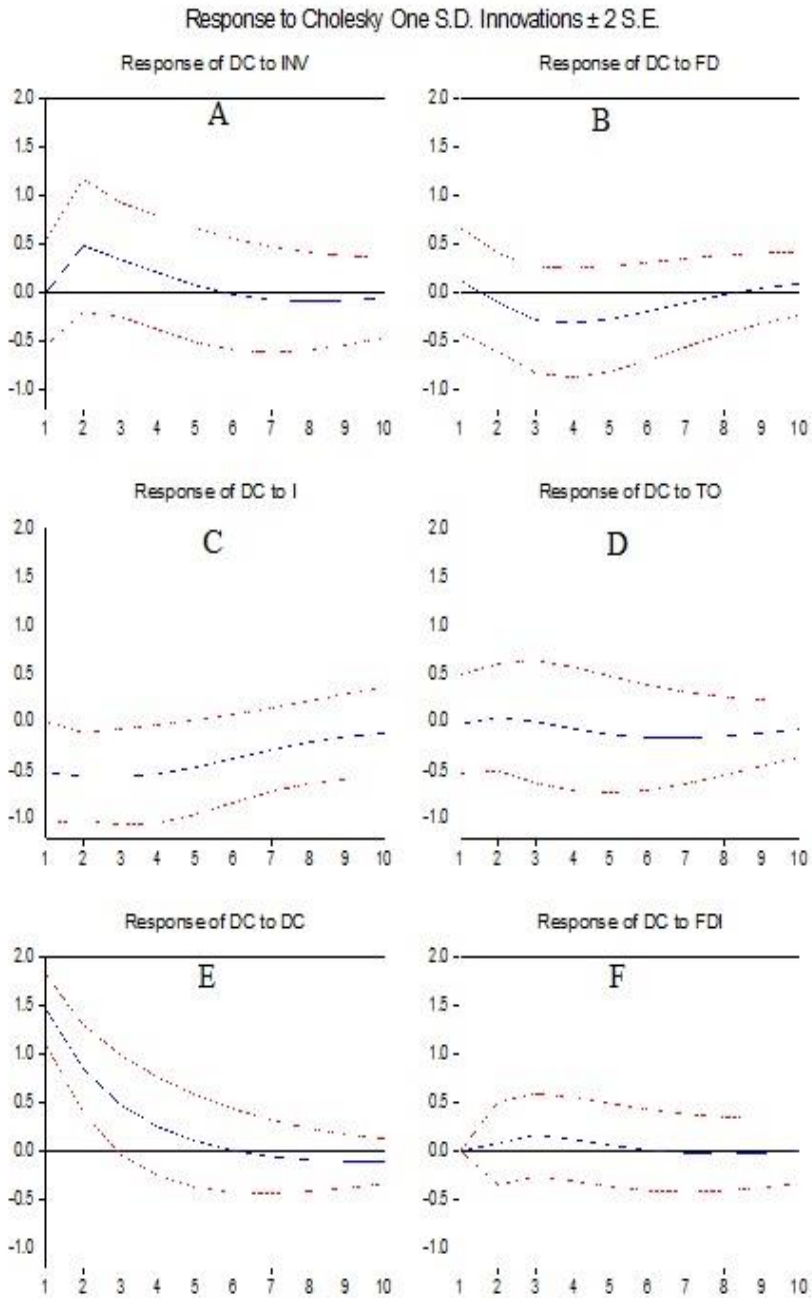 Response to Cholesky One S.D. Innovations ± 2 S.E.
Response of DC to INV
A
2.0
1.5
1.0
0.5
0.0
-0.5
-1.0
1 2 3 4 5 6 7 8 9 10
Response of DC to FD
B
2.0
1.5
1.0
0.5
0.0
-0.5
-1.0
1 2 3 4 5 6 7 8 9 10
Response of DC to I
C
2.0
1.5
1.0
0.5
0.0
-0.5
-1.0
1 2 3 4 5 6 7 8 9 10
Response of DC to TO
D
2.0
1.5
1.0
0.5
0.0
-0.5
-1.0
1 2 3 4 5 6 7 8 9 10
Response of DC to DC
E
2.0
1.5
1.0
0.5
0.0
-0.5
-1.0
1 2 3 4 5 6 7 8 9 10
Response of DC to FDI
F
2.0
1.5
1.0
0.5
0.0
-0.5
-1.0
1 2 3 4 5 6 7 8 9 10